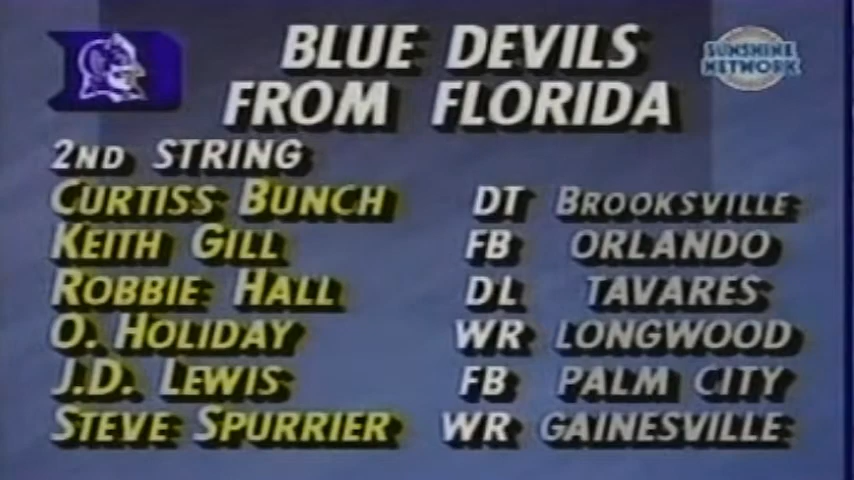 BLUE DEVILS
FROM FLORIDA
SUNSHINE
NETWORK
2ND STRING
CURTISS BUNCH DT BROOKSVILLE
KEITH GILL FB ORLANDO
ROBBIE HALL DL TAVARES
O. HOLIDAY WR LONGWOOD
J.D. LEWIS FB PALM CITY
STEVE SPURRIER WR GAINESVILLE